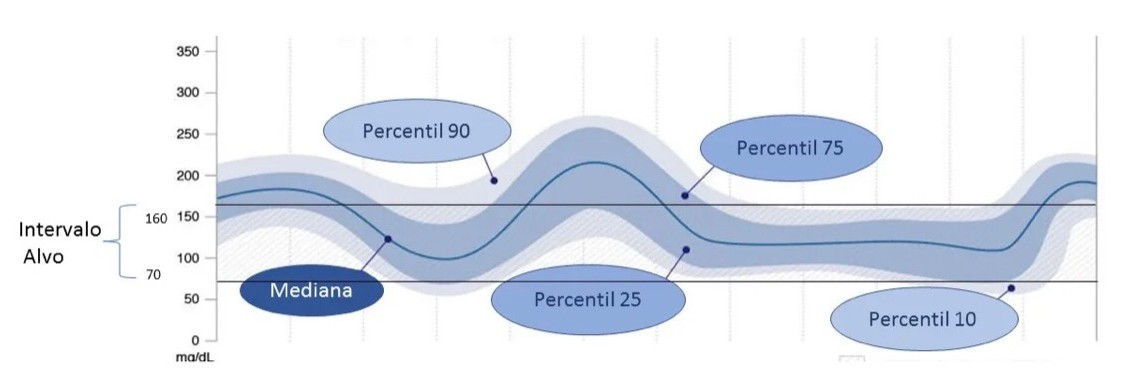 350
300
250
200
160
150
100
70
50
0
mg/dL
Intervalo
Alvo
Percentil 90
Percentil 75
Mediana
Percentil 25
Percentil 10